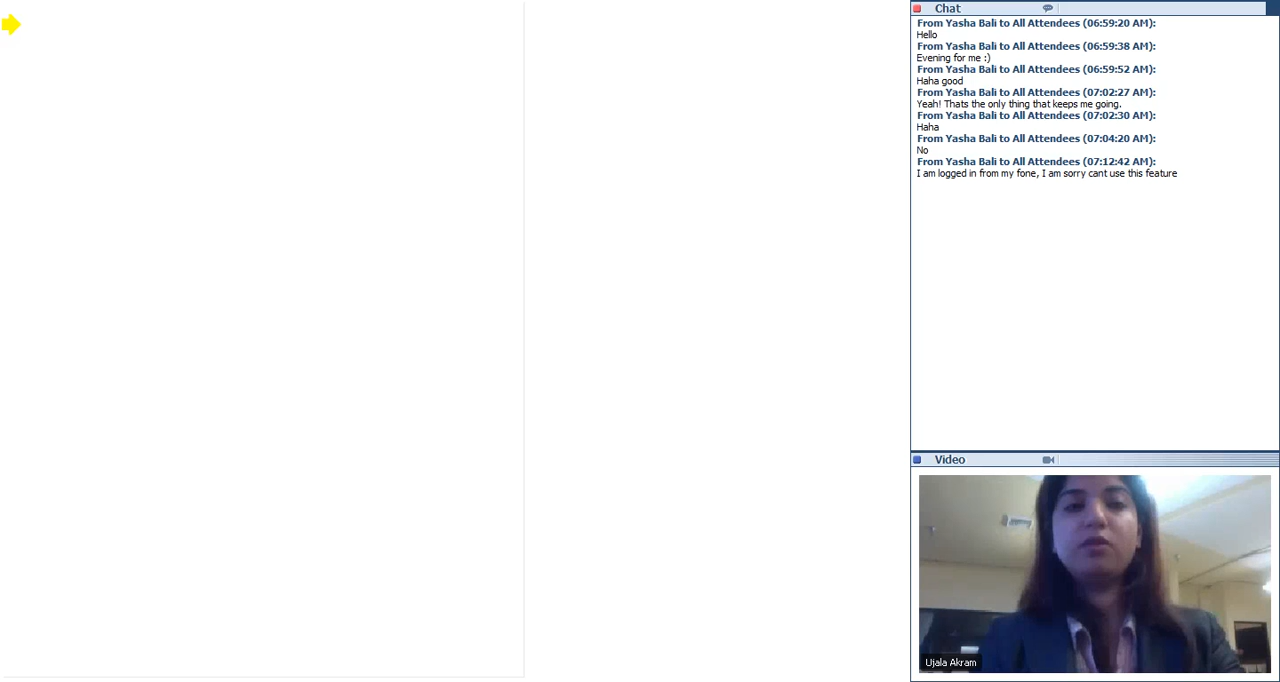 Chat
From Yasha Bali to All Attendees (06:59:20 AM):
Hello
From Yasha Bali to All Attendees (06:59:38 AM):
Evening for me :)
From Yasha Bali to All Attendees (06:59:52 AM):
Haha good
From Yasha Bali to All Attendees (07:02:27 AM):
Yeah! Thats the only thing that keeps me going.
From Yasha Bali to All Attendees (07:02:30 AM):
Haha
From Yasha Bali to All Attendees (07:04:20 AM):
No
From Yasha Bali to All Attendees (07:12:42 AM):
I am logged in from my fone, I am sorry cant use this feature
Video
Ujala Akram